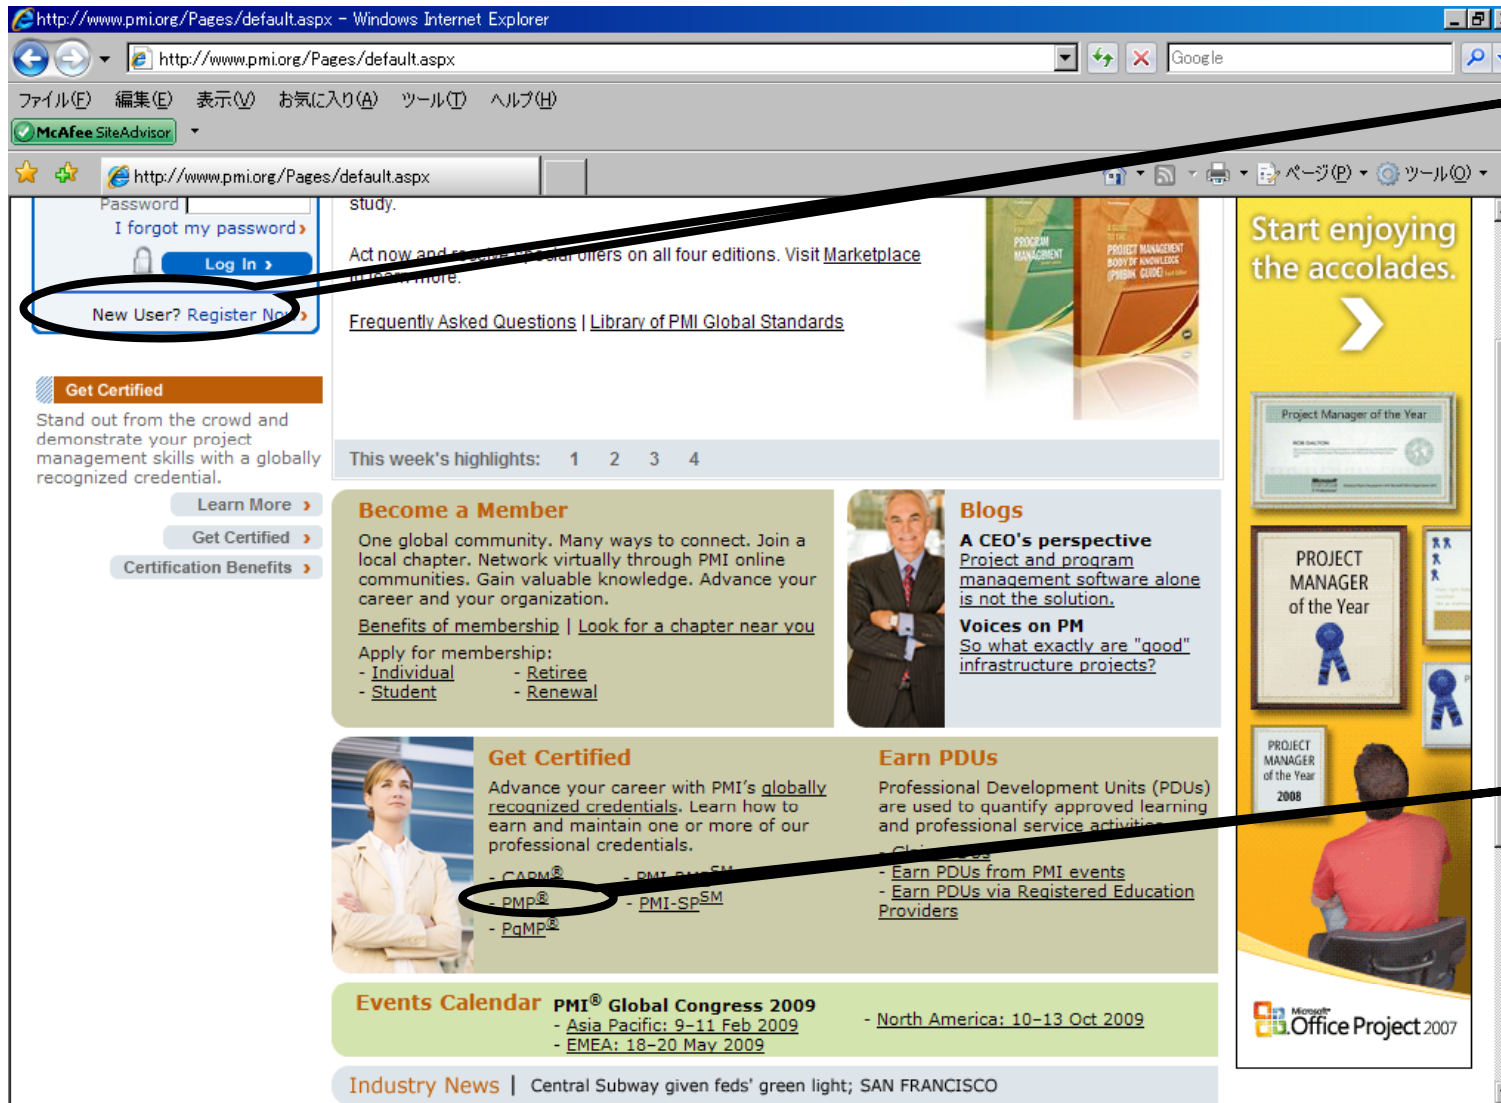 http://www.pmi.org/Pages/default.aspx - Windows Internet Explorer
http://www.pmi.org/Pages/default.aspx
Google
ファイル(F) 編集(E) 表示(V) お気に入り(A) ツール(T) ヘルプ(H)
McAfee SiteAdvisor
http://www.pmi.org/Pages/default.aspx
ページ(P) ツール(O)
Password
I forgot my password ›
Log In ›
New User? Register Now ›
Get Certified
Stand out from the crowd and
demonstrate your project
management skills with a globally
recognized credential.
Learn More ›
Get Certified ›
Certification Benefits ›
study.
Act now and receive special offers on all four editions. Visit Marketplace
to learn more.
Frequently Asked Questions | Library of PMI Global Standards
PROGRAM
MANAGEMENT
A GUIDE
TO THE
PROJECT MANAGEMENT
BODY OF KNOWLEDGE
(PMBOK GUIDE)
This week's highlights: 1 2 3 4
Become a Member
One global community. Many ways to connect. Join a
local chapter. Network virtually through PMI online
communities. Gain valuable knowledge. Advance your
career and your organization.
Benefits of membership | Look for a chapter near you
Apply for membership:
- Individual - Retiree
- Student - Renewal
Blogs
A CEO's perspective
Project and program
management software alone
is not the solution.
Voices on PM
So what exactly are "good"
infrastructure projects?
Get Certified
Advance your career with PMI's globally
recognized credentials. Learn how to
earn and maintain one or more of our
professional credentials.
- CAPM® 
- PMP® - PMI-SP SM
- PgMP®
Earn PDUs
Professional Development Units (PDUs)
are used to quantify approved learning
and professional service activities.
- Claim PDUs
- Earn PDUs from PMI events
- Earn PDUs via Registered Education
Providers
Events Calendar PMI® Global Congress 2009
- Asia Pacific: 9–11 Feb 2009 - North America: 10–13 Oct 2009
- EMEA: 18–20 May 2009
Industry News | Central Subway given feds' green light; SAN FRANCISCO
Start enjoying
the accolades.
Project Manager of the Year
PROJECT
MANAGER
of the Year
PROJECT
MANAGER
of the Year
2008
Microsoft
Office Project 2007